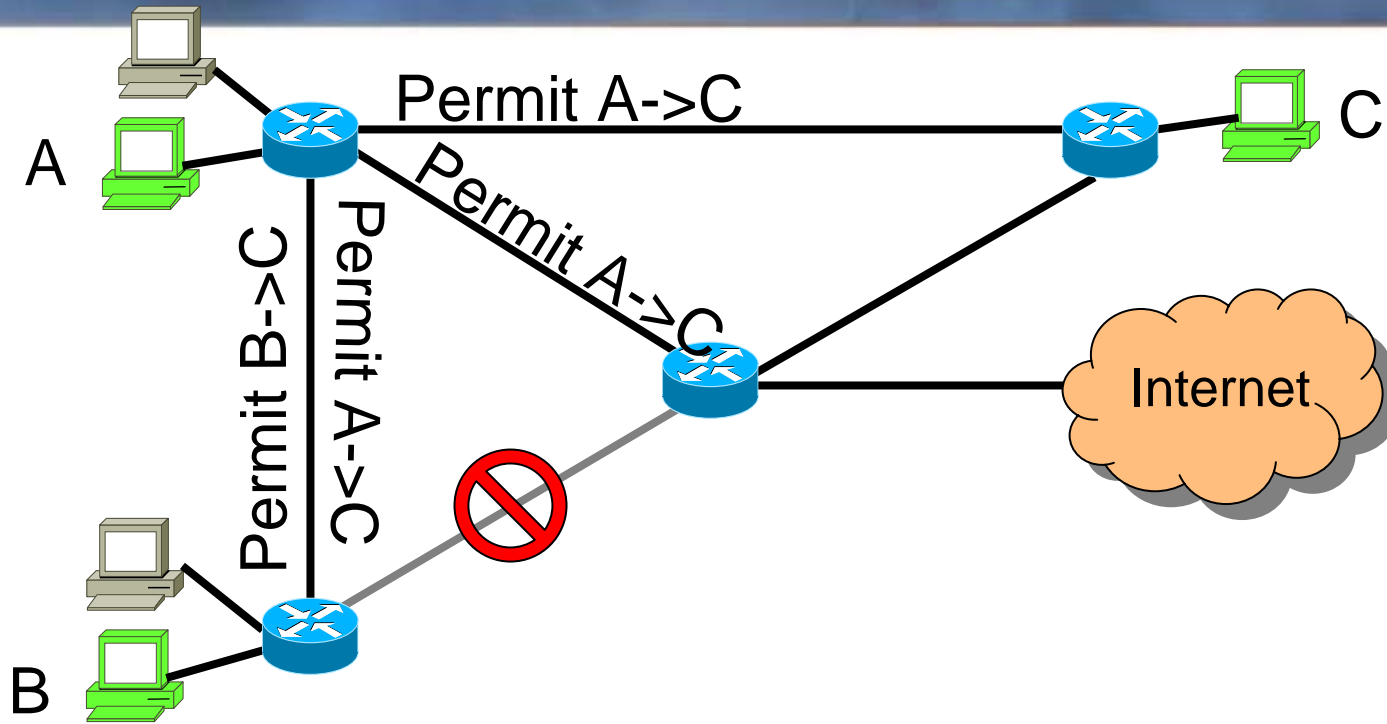 Permit A->C
C
A
Permit A->C
Permit B->C
Permit A->C
Internet
B